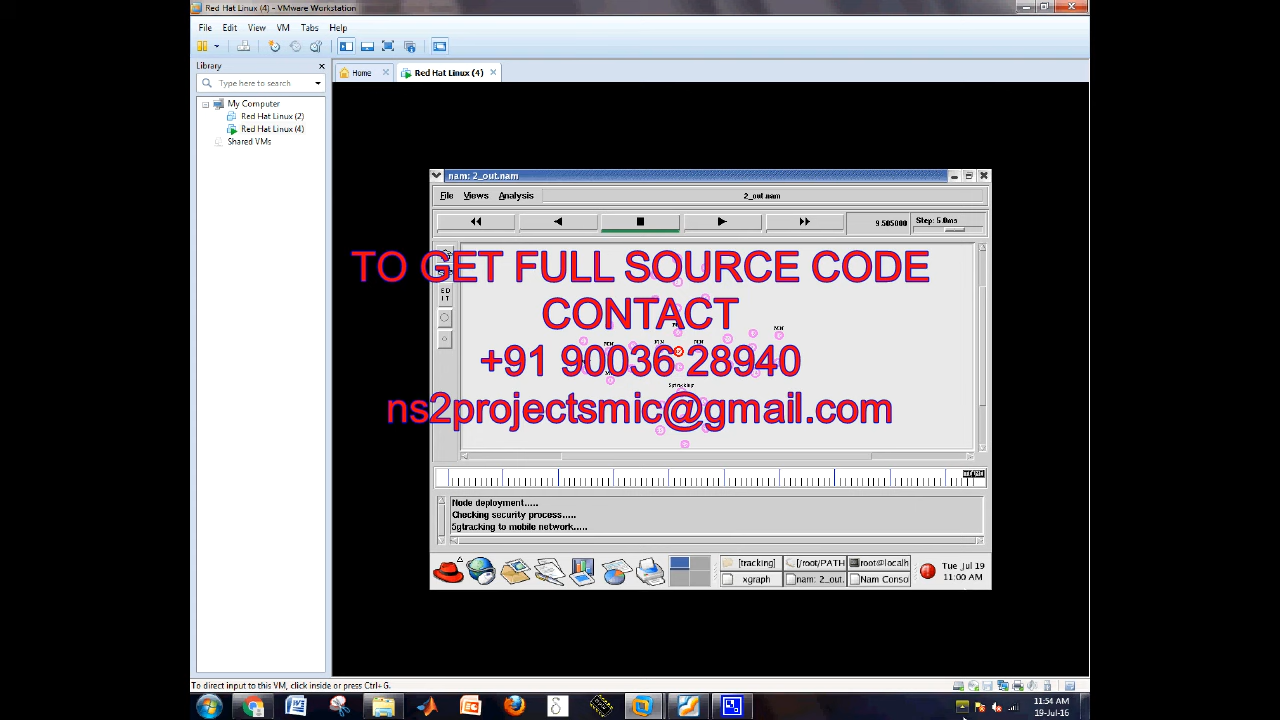 Red Hat Linux (4) - VMware Workstation
File Edit View VM Tabs Help
Library
Type here to search
Home
Red Hat Linux (4)
My Computer
Red Hat Linux (2)
Red Hat Linux (4)
Shared VMs
nam: 2_out.nam
File Views Analysis 2_out.nam
9.505000 Step: 5.0ms
TO GET FULL SOURCE CODE
CONTACT
+91 90036 28940
ns2projectsmic@gmail.com
ED
IT
Node deployment.....
Checking security process.....
5gtracking to mobile network.....
[tracking] [/root/PATH root@localh
xgraph nam: 2_out. Nam Conso
Tue Jul 19
11:00 AM
To direct input to this VM, click inside or press Ctrl+G.
11:54 AM
19-Jul-16